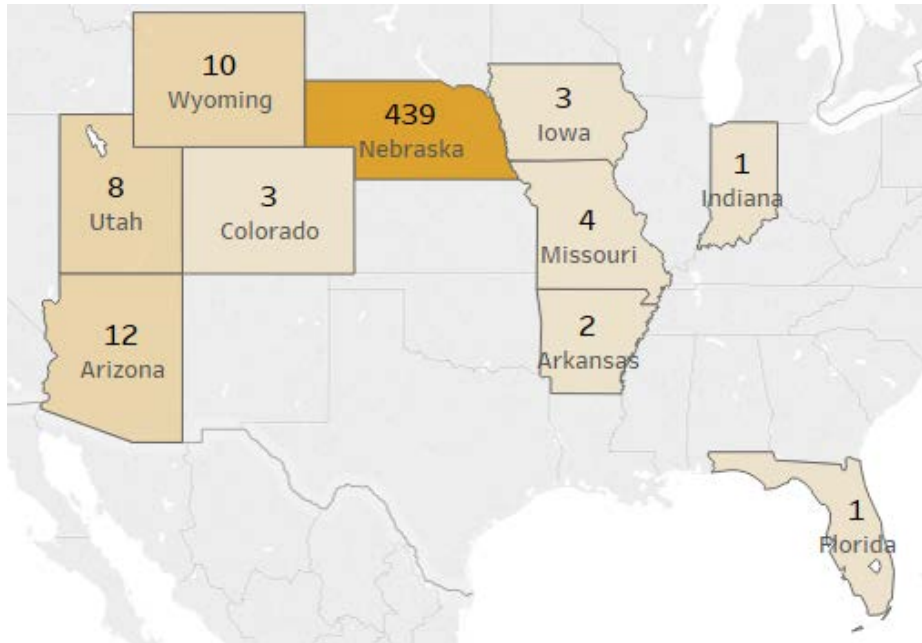 10
Wyoming
439
Nebraska
3
Iowa
1
Indiana
8
Utah
3
Colorado
4
Missouri
12
Arizona
2
Arkansas
1
Florida